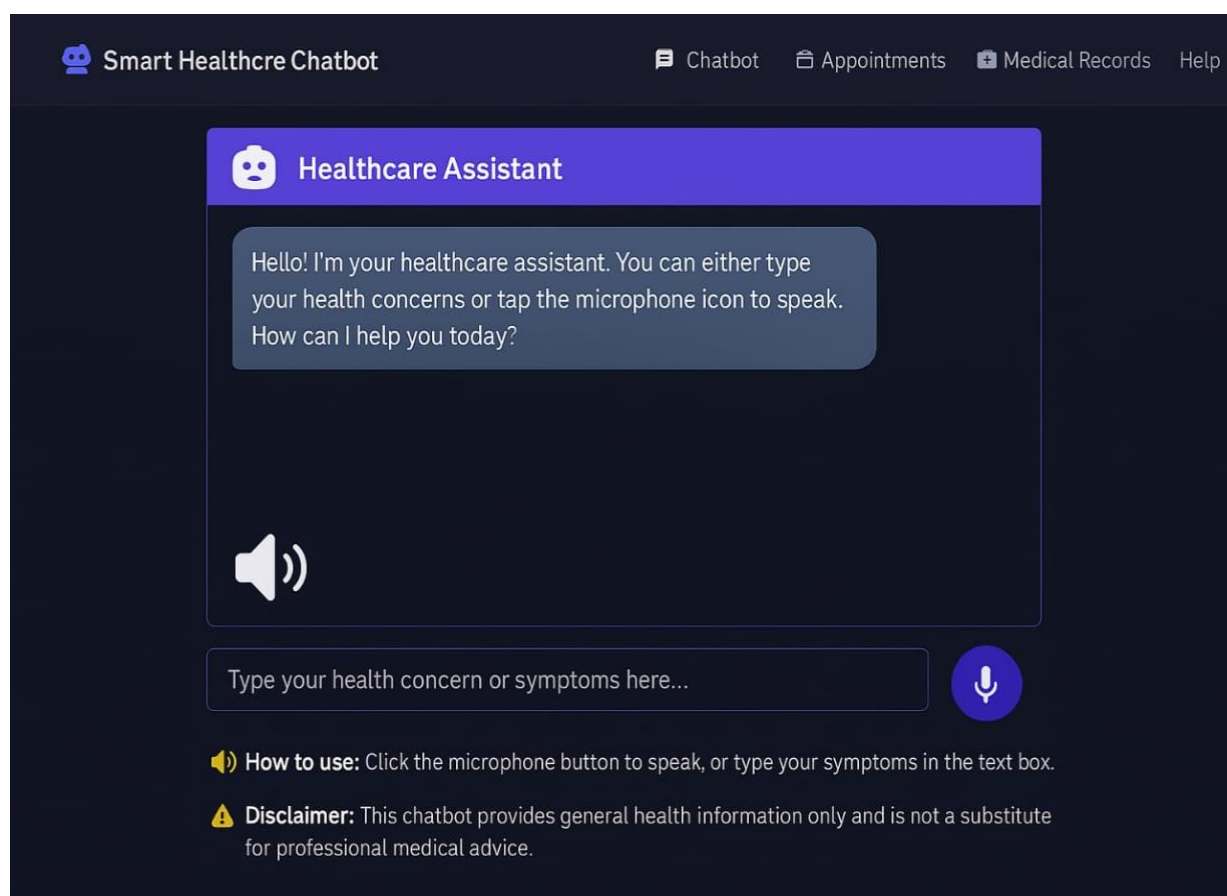 Smart Healthcre Chatbot
Chatbot
Appointments
Medical Records
Help
Healthcare Assistant
Hello! I'm your healthcare assistant. You can either type
your health concerns or tap the microphone icon to speak.
How can I help you today?
Type your health concern or symptoms here...
How to use: Click the microphone button to speak, or type your symptoms in the text box.
Disclaimer: This chatbot provides general health information only and is not a substitute
for professional medical advice.